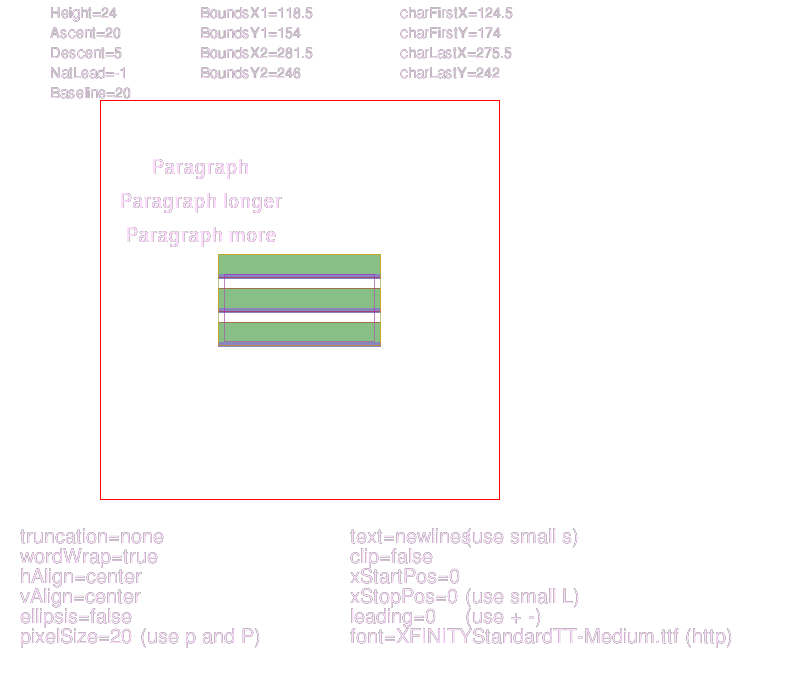 Height=24 BoundsX1=118.5 charFirstX=124.5
Ascent=20 BoundsY1=154 charFirstY=174
Descent=5 BoundsX2=281.5 charLastX=275.5
NatLead=-1 BoundsY2=246 charLastY=242
Baseline=20
Paragraph
Paragraph longer
Paragraph more
truncation=none text=newlines(use small s)
wordWrap=true clip=false
hAlign=center xStartPos=0
vAlign=center xStopPos=0 (use small L)
ellipsis=false leading=0 (use + -)
pixelSize=20 (use p and P) font=XFINITYStandardTT-Medium.ttf (http)